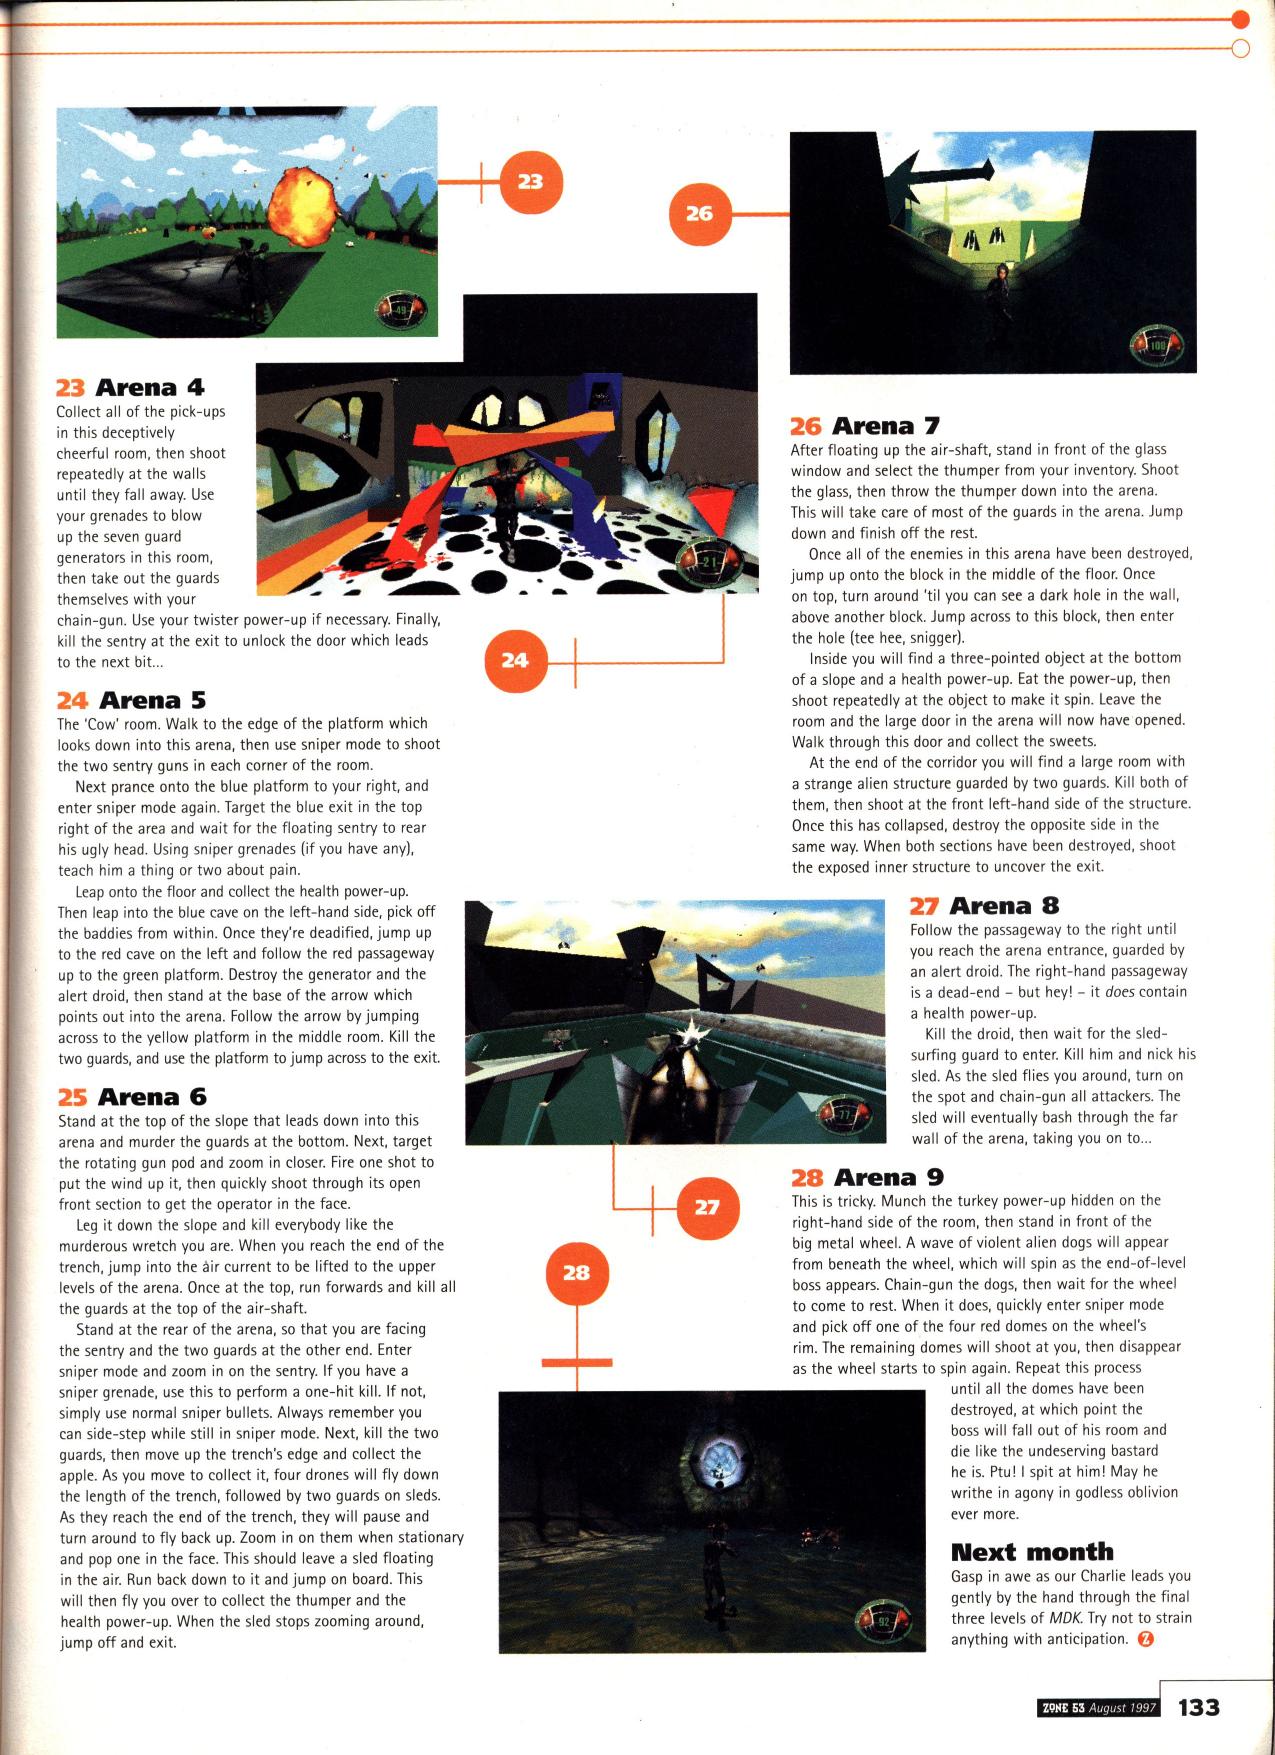 23
26
24
27
28
49
21
100
77
92
23 Arena 4
Collect all of the pick-ups
in this deceptively
cheerful room, then shoot
repeatedly at the walls
until they fall away. Use
your grenades to blow
up the seven guard
generators in this room,
then take out the guards
themselves with your
chain-gun. Use your twister power-up if necessary. Finally,
kill the sentry at the exit to unlock the door which leads
to the next bit...
24 Arena 5
The 'Cow' room. Walk to the edge of the platform which
looks down into this arena, then use sniper mode to shoot
the two sentry guns in each corner of the room.
Next prance onto the blue platform to your right, and
enter sniper mode again. Target the blue exit in the top
right of the area and wait for the floating sentry to rear
his ugly head. Using sniper grenades (if you have any),
teach him a thing or two about pain.
Leap onto the floor and collect the health power-up.
Then leap into the blue cave on the left-hand side, pick off
the baddies from within. Once they're deadified, jump up
to the red cave on the left and follow the red passageway
up to the green platform. Destroy the generator and the
alert droid, then stand at the base of the arrow which
points out into the arena. Follow the arrow by jumping
across to the yellow platform in the middle room. Kill the
two guards, and use the platform to jump across to the exit.
25 Arena 6
Stand at the top of the slope that leads down into this
arena and murder the guards at the bottom. Next, target
the rotating gun pod and zoom in closer. Fire one shot to
put the wind up it, then quickly shoot through its open
front section to get the operator in the face.
Leg it down the slope and kill everybody like the
murderous wretch you are. When you reach the end of the
trench, jump into the air current to be lifted to the upper
levels of the arena. Once at the top, run forwards and kill all
the guards at the top of the air-shaft.
Stand at the rear of the arena, so that you are facing
the sentry and the two guards at the other end. Enter
sniper mode and zoom in on the sentry. If you have a
sniper grenade, use this to perform a one-hit kill. If not,
simply use normal sniper bullets. Always remember you
can side-step while still in sniper mode. Next, kill the two
guards, then move up the trench's edge and collect the
apple. As you move to collect it, four drones will fly down
the length of the trench, followed by two guards on sleds.
As they reach the end of the trench, they will pause and
turn around to fly back up. Zoom in on them when stationary
and pop one in the face. This should leave a sled floating
in the air. Run back down to it and jump on board. This
will then fly you over to collect the thumper and the
health power-up. When the sled stops zooming around,
jump off and exit.
26 Arena 7
After floating up the air-shaft, stand in front of the glass
window and select the thumper from your inventory. Shoot
the glass, then throw the thumper down into the arena.
This will take care of most of the guards in the arena. Jump
down and finish off the rest.
Once all of the enemies in this arena have been destroyed,
jump up onto the block in the middle of the floor. Once
on top, turn around 'til you can see a dark hole in the wall,
above another block. Jump across to this block, then enter
the hole (tee hee, snigger).
Inside you will find a three-pointed object at the bottom
of a slope and a health power-up. Eat the power-up, then
shoot repeatedly at the object to make it spin. Leave the
room and the large door in the arena will now have opened.
Walk through this door and collect the sweets.
At the end of the corridor you will find a large room with
a strange alien structure guarded by two guards. Kill both of
them, then shoot at the front left-hand side of the structure.
Once this has collapsed, destroy the opposite side in the
same way. When both sections have been destroyed, shoot
the exposed inner structure to uncover the exit.
27 Arena 8
Follow the passageway to the right until
you reach the arena entrance, guarded by
an alert droid. The right-hand passageway
is a dead-end – but hey! – it does contain
a health power-up.
Kill the droid, then wait for the sled-
surfing guard to enter. Kill him and nick his
sled. As the sled flies you around, turn on
the spot and chain-gun all attackers. The
sled will eventually bash through the far
wall of the arena, taking you on to...
28 Arena 9
This is tricky. Munch the turkey power-up hidden on the
right-hand side of the room, then stand in front of the
big metal wheel. A wave of violent alien dogs will appear
from beneath the wheel, which will spin as the end-of-level
boss appears. Chain-gun the dogs, then wait for the wheel
to come to rest. When it does, quickly enter sniper mode
and pick off one of the four red domes on the wheel's
rim. The remaining domes will shoot at you, then disappear
as the wheel starts to spin again. Repeat this process
until all the domes have been
destroyed, at which point the
boss will fall out of his room and
die like the undeserving bastard
he is. Ptu! I spit at him! May he
writhe in agony in godless oblivion
ever more.
Next month
Gasp in awe as our Charlie leads you
gently by the hand through the final
three levels of MDK. Try not to strain
anything with anticipation. Z
ZONE 53 August 1997 133